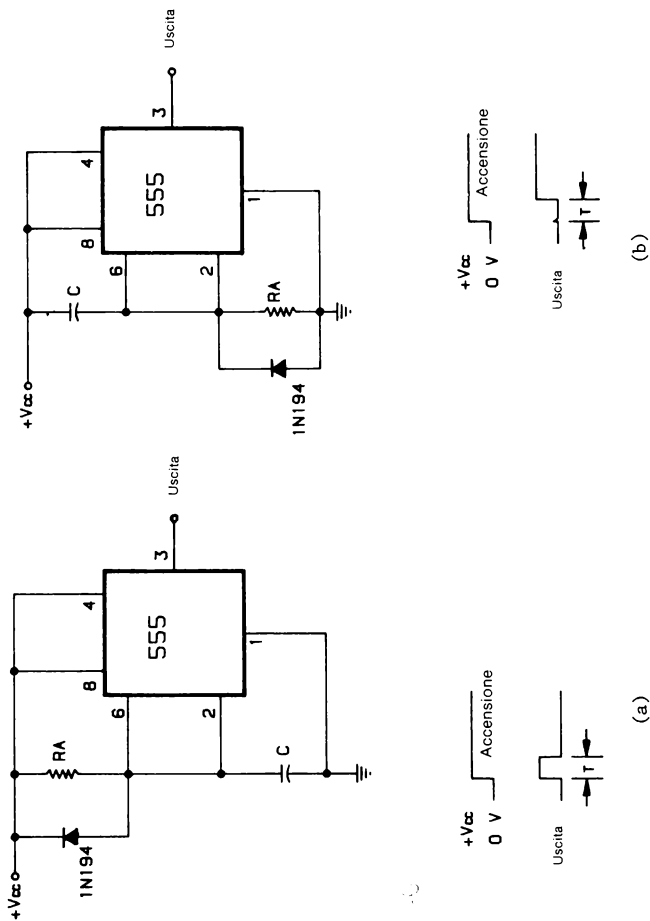 +Vcc
RA
1N194
8
4
6
555
3
Uscita
2
1
C
+Vcc
0 V
Accensione
Uscita
T
(a)
+Vcc
C
8
4
6
555
3
Uscita
2
1
RA
1N194
+Vcc
0 V
Accensione
Uscita
T
(b)